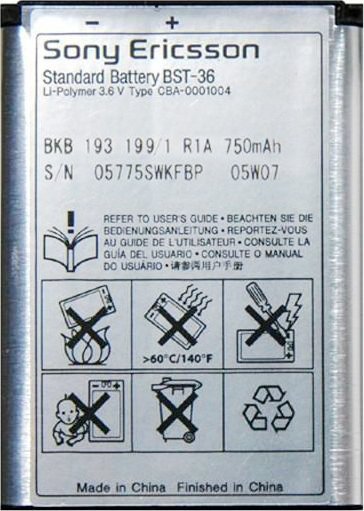 − +
Sony Ericsson
Standard Battery BST-36
Li-Polymer 3.6 V Type CBA-0001004
BKB 193 199/1 R1A 750mAh
S/N 05775SWKFBP 05W07
REFER TO USER'S GUIDE • BEACHTEN SIE DIE
BEDIENUNGSANLEITUNG • REPORTEZ-VOUS
AU GUIDE DE L'UTILISATEUR • CONSULTE LA
GUÍA DEL USUARIO • CONSULTE O MANUAL
DO USUÁRIO • 请参阅用户手册
>60°C/140°F
Made in China Finished in China